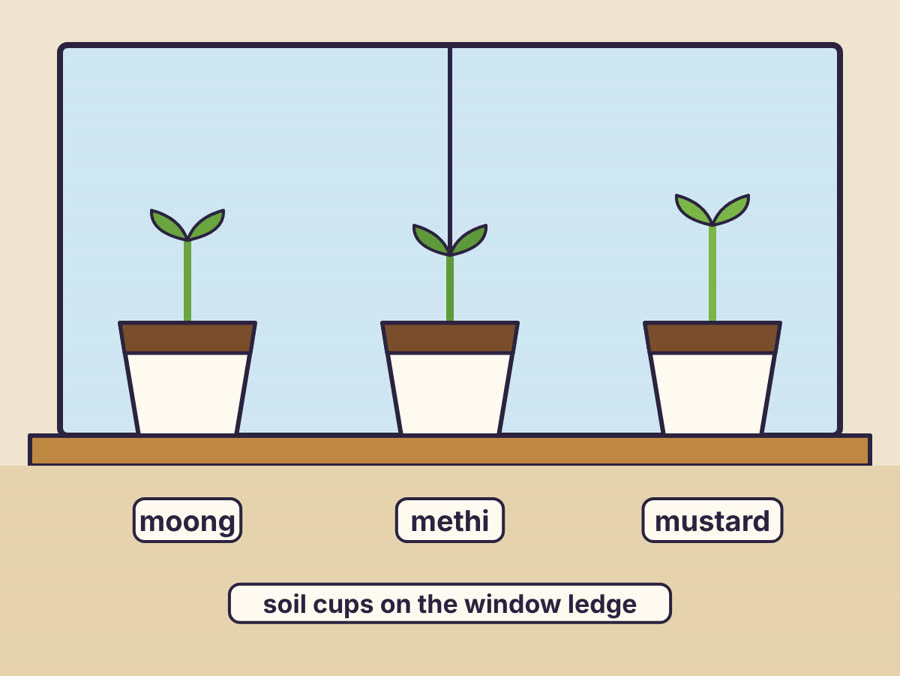 moong
methi
mustard
soil cups on the window ledge